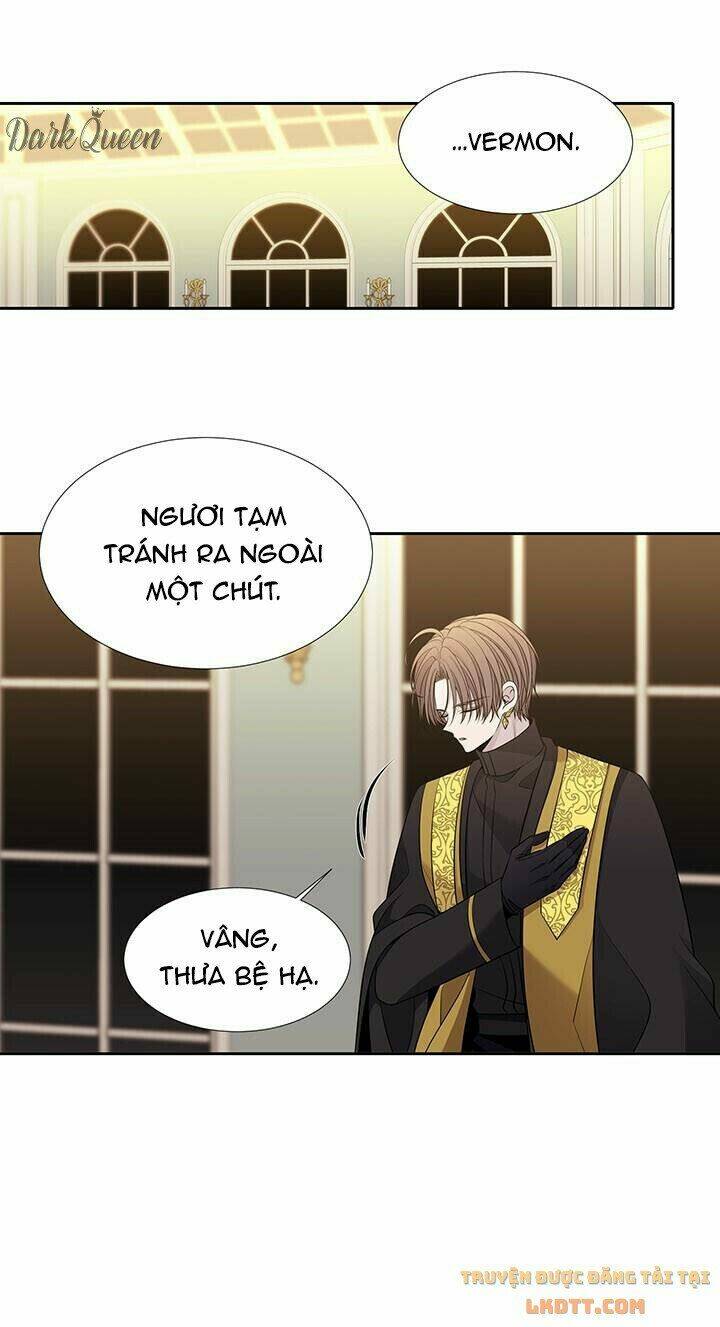 Dark Queen
...VERMON.
NGƯƠI TẠM
TRÁNH RA NGOÀI
MỘT CHÚT.
VÂNG,
THƯA BỆ HẠ.
TRUYỆN ĐƯỢC ĐĂNG TẢI TẠI
LKDTT.COM